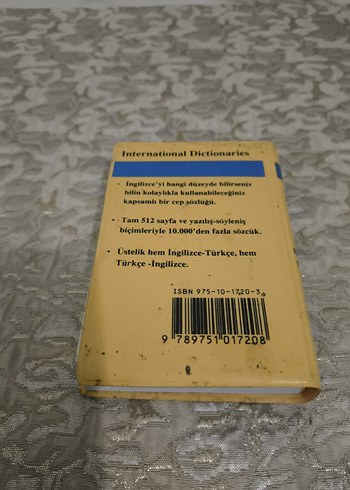 International Dictionaries
- İngilizce'yi hangi düzeyde bilirseniz
bilin kolaylıkla kullanabileceğiniz
kapsamlı bir cep sözlüğü.
- Tam 512 sayfa ve yazılış-söyleniş
biçimleriyle 10.000'den fazla sözcük.
- Üstelik hem İngilizce-Türkçe, hem
Türkçe -İngilizce.
ISBN 975-10-1720-3
9 789751 017208